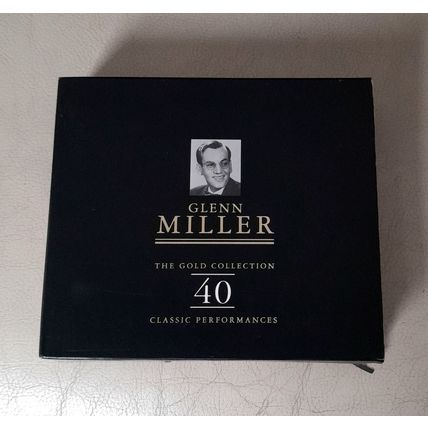 GLENN
MILLER
THE GOLD COLLECTION
40
CLASSIC PERFORMANCES